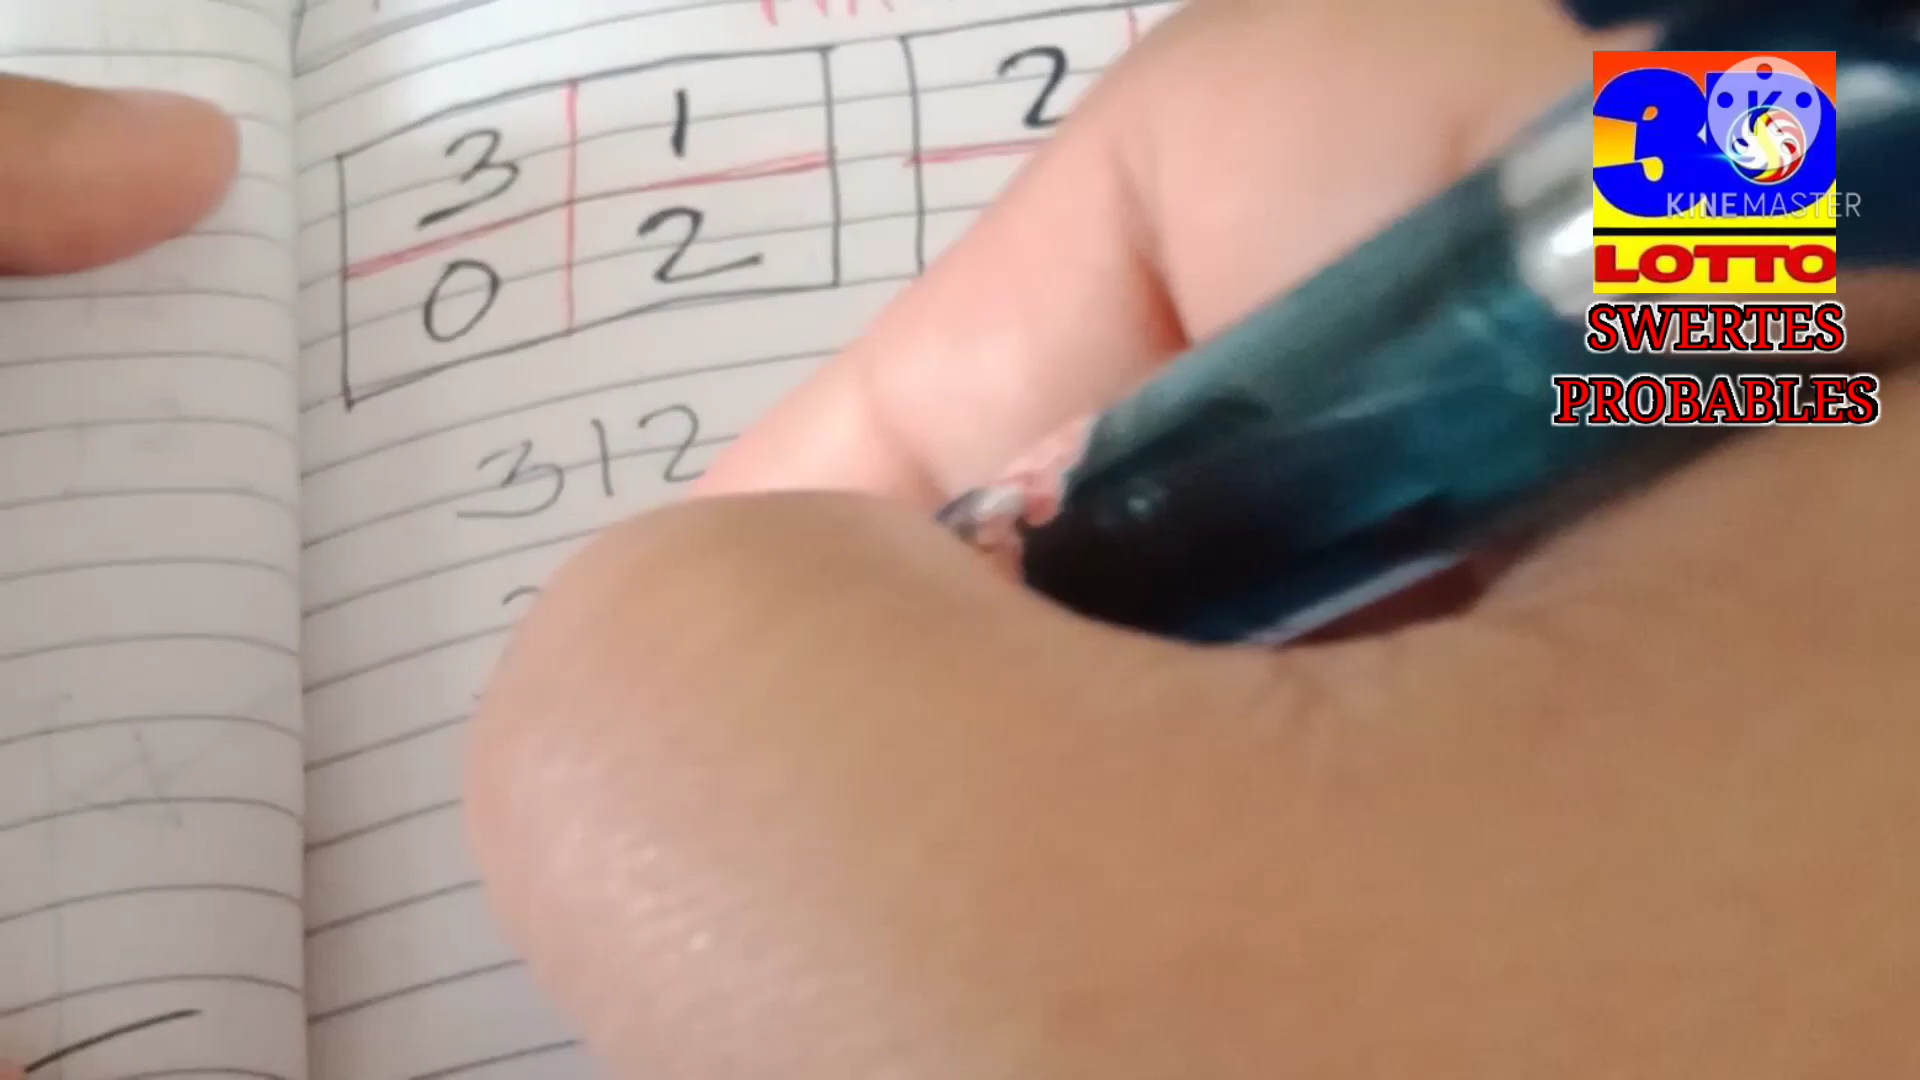 3 1 2
0 2
312
3D
K
KINEMASTER
LOTTO
SWERTES
PROBABLES